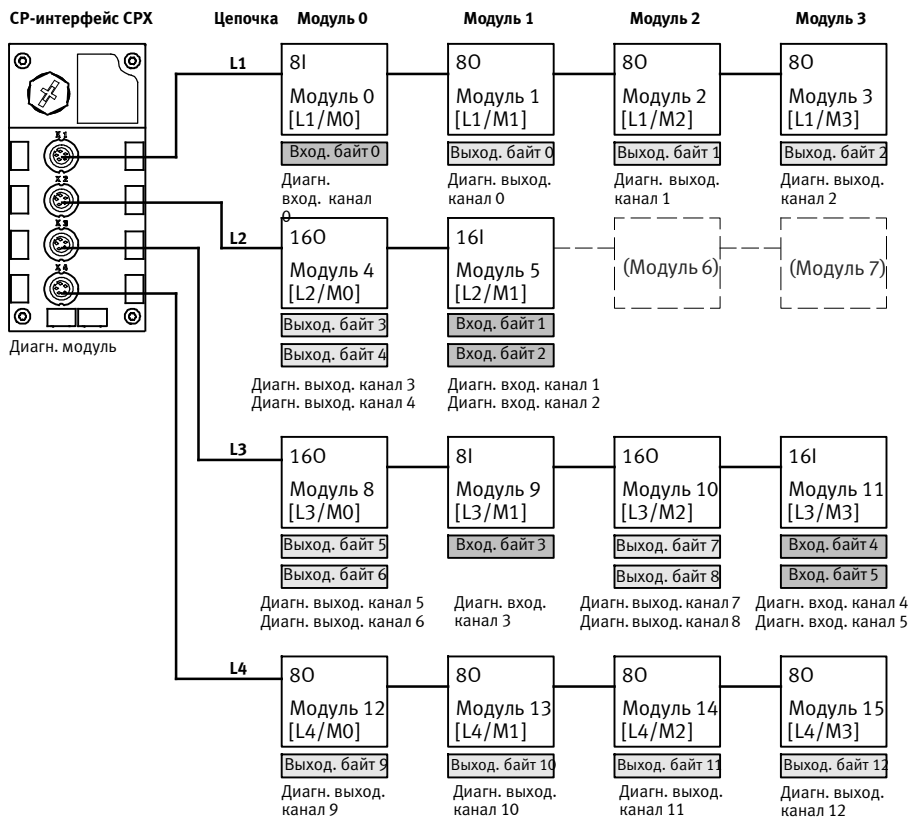 CP-интерфейс CPX
Цепочка
Модуль 0
Модуль 1
Модуль 2
Модуль 3
X1
X2
X3
X4
Диагн. модуль
L1
8I
Модуль 0
[L1/M0]
Вход. байт 0
Диагн.
вход. канал
0
8O
Модуль 1
[L1/M1]
Выход. байт 0
Диагн. выход.
канал 0
8O
Модуль 2
[L1/M2]
Выход. байт 1
Диагн. выход.
канал 1
8O
Модуль 3
[L1/M3]
Выход. байт 2
Диагн. выход.
канал 2
L2
16O
Модуль 4
[L2/M0]
Выход. байт 3
Выход. байт 4
Диагн. выход. канал 3
Диагн. выход. канал 4
16I
Модуль 5
[L2/M1]
Вход. байт 1
Вход. байт 2
Диагн. вход. канал 1
Диагн. вход. канал 2
(Модуль 6)
(Модуль 7)
L3
16O
Модуль 8
[L3/M0]
Выход. байт 5
Выход. байт 6
Диагн. выход. канал 5
Диагн. выход. канал 6
8I
Модуль 9
[L3/M1]
Вход. байт 3
Диагн. вход.
канал 3
16O
Модуль 10
[L3/M2]
Выход. байт 7
Выход. байт 8
Диагн. выход. канал 7
Диагн. выход. канал 8
16I
Модуль 11
[L3/M3]
Вход. байт 4
Вход. байт 5
Диагн. вход. канал 4
Диагн. вход. канал 5
L4
8O
Модуль 12
[L4/M0]
Выход. байт 9
Диагн. выход.
канал 9
8O
Модуль 13
[L4/M1]
Выход. байт 10
Диагн. выход.
канал 10
8O
Модуль 14
[L4/M2]
Выход. байт 11
Диагн. выход.
канал 11
8O
Модуль 15
[L4/M3]
Выход. байт 12
Диагн. выход.
канал 12